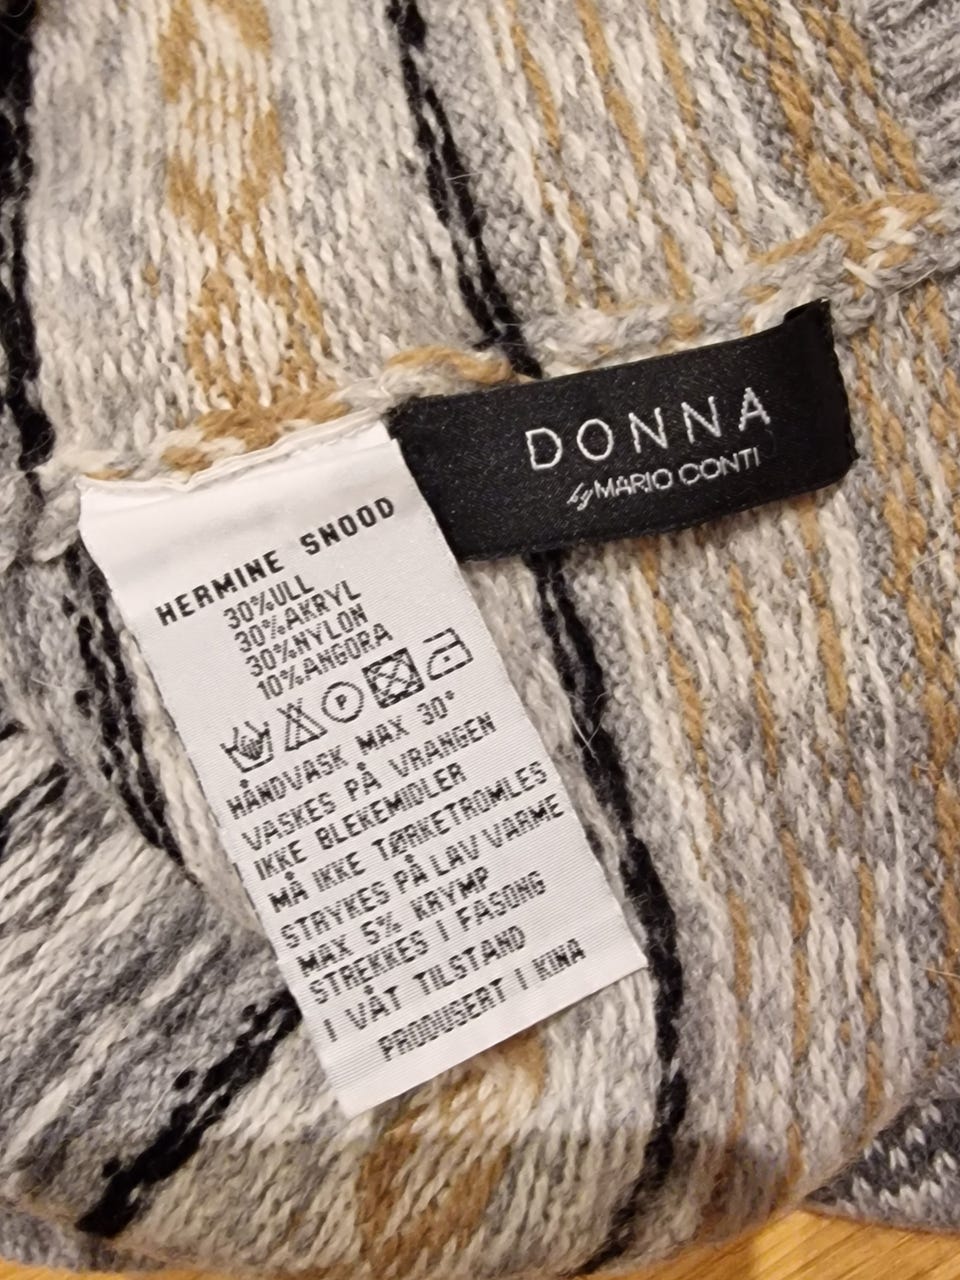 DONNA
by MARIO CONTI
HERMINE SNOOD
30%ULL
30%AKRYL
30%NYLON
10%ANGORA
P
HÅNDVASK MAX 30°
VASKES PÅ VRANGEN
IKKE BLEKEMIDLER
MÅ IKKE TØRKETROMLES
STRYKES PÅ LAV VARME
MAX 5% KRYMP
STREKKES I FASONG
I VÅT TILSTAND
PRODUSERT I KINA